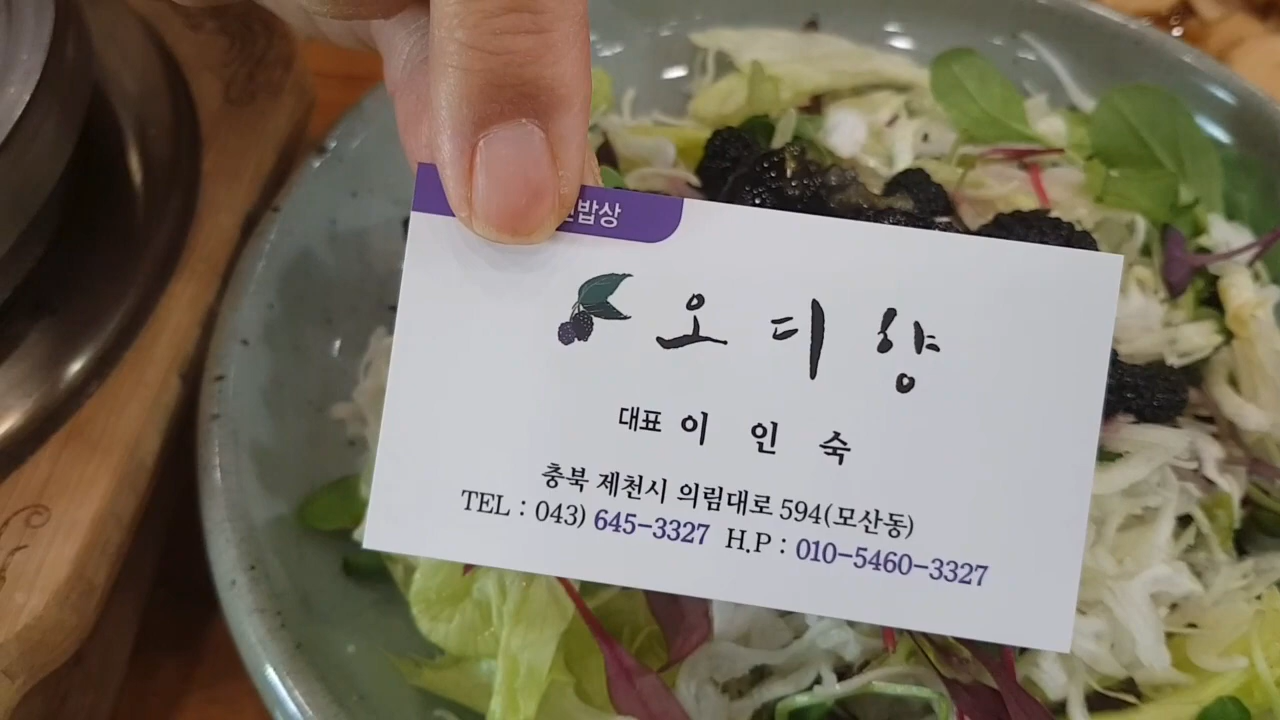 밥상
오디향
대표 이인숙
충북 제천시 의림대로 594(모산동)
TEL : 043) 645-3327 H.P : 010-5460-3327